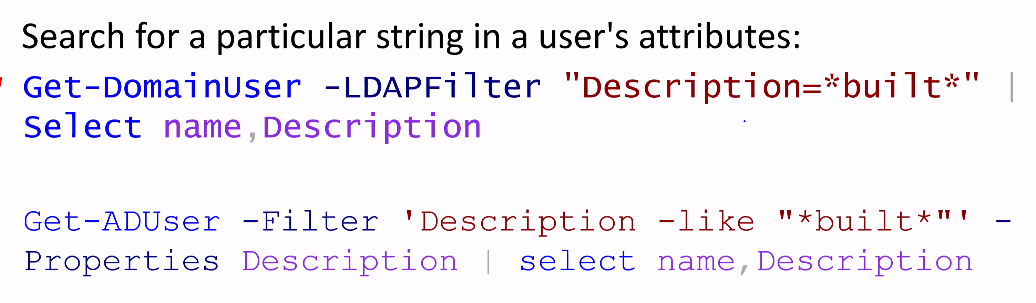 Search for a particular string in a user's attributes:
Get-DomainUser -LDAPFilter "Description=*built*" |
Select name,Description
Get-ADUser -Filter 'Description -like "*built*"' -
Properties Description | select name,Description